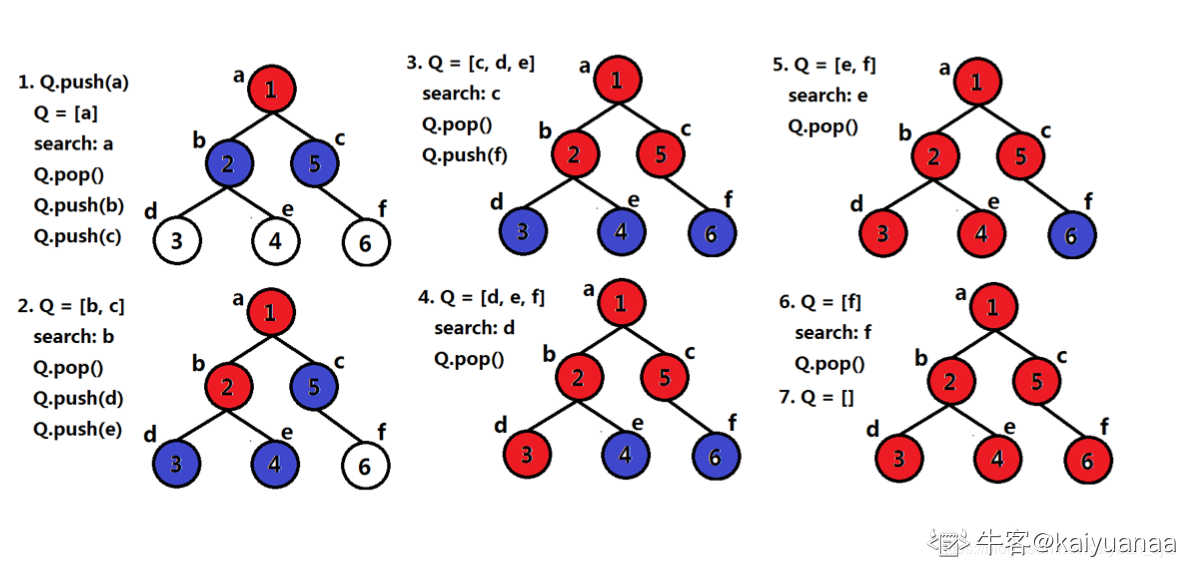 1. Q.push(a)
Q = [a]
search: a
Q.pop()
Q.push(b)
Q.push(c)
a
1
b
2
c
5
d
3
e
4
f
6
2. Q = [b, c]
search: b
Q.pop()
Q.push(d)
Q.push(e)
a
1
b
2
c
5
d
3
e
4
f
6
3. Q = [c, d, e]
search: c
Q.pop()
Q.push(f)
a
1
b
2
c
5
d
3
e
4
f
6
4. Q = [d, e, f]
search: d
Q.pop()
a
1
b
2
c
5
d
3
e
4
f
6
5. Q = [e, f]
search: e
Q.pop()
a
1
b
2
c
5
d
3
e
4
f
6
6. Q = [f]
search: f
Q.pop()
7. Q = []
a
1
b
2
c
5
d
3
e
4
f
6
牛客@kaiyuanaa